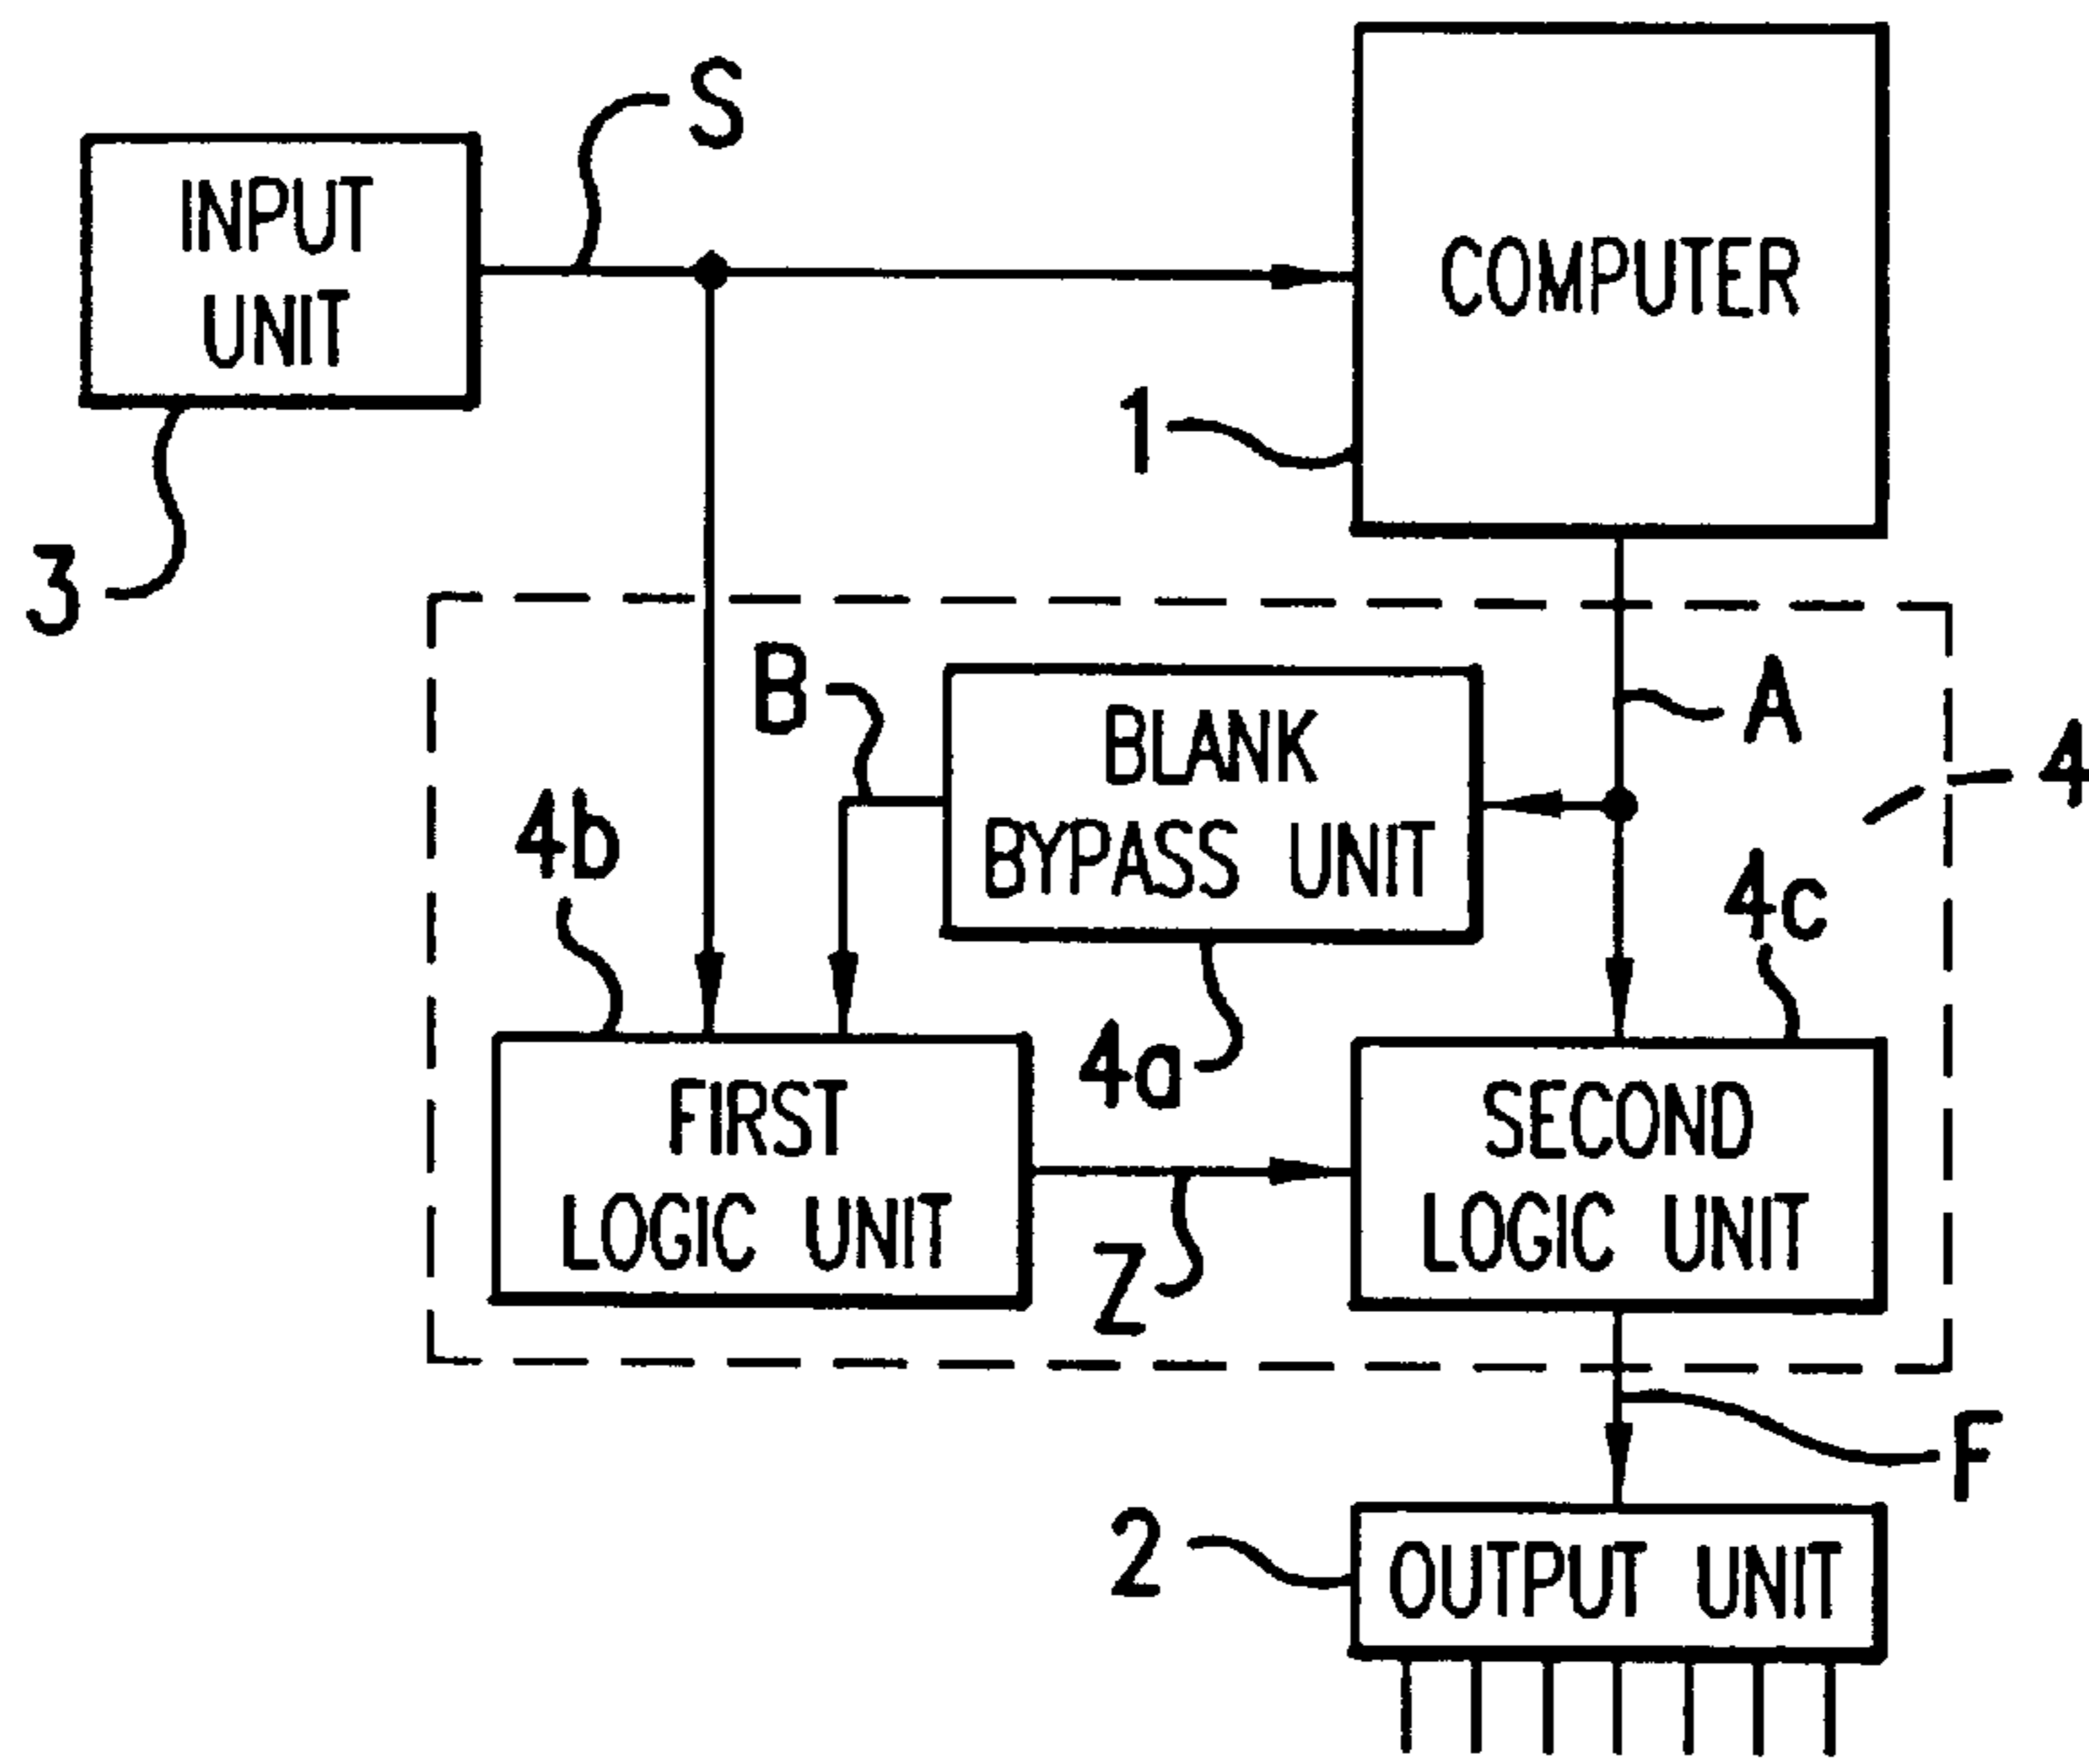 S
INPUT
UNIT
COMPUTER
1
3
B
A
BLANK
BYPASS UNIT
4
4b
4c
4a
FIRST
LOGIC UNIT
SECOND
LOGIC UNIT
Z
F
2
OUTPUT UNIT